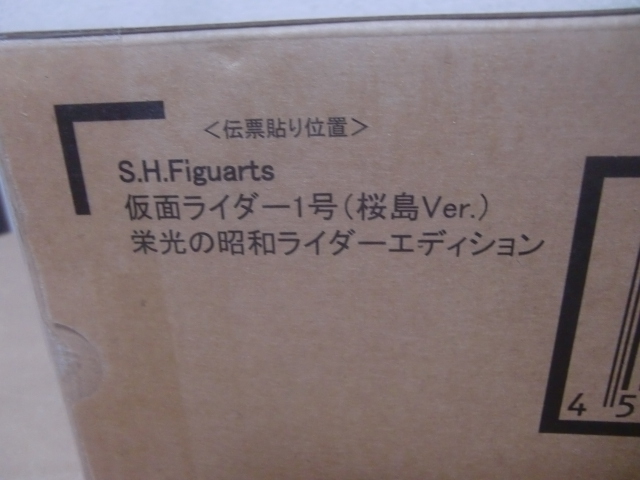 ＜伝票貼り位置＞
S.H.Figuarts
仮面ライダー1号（桜島Ver.）
栄光の昭和ライダーエディション
4 5